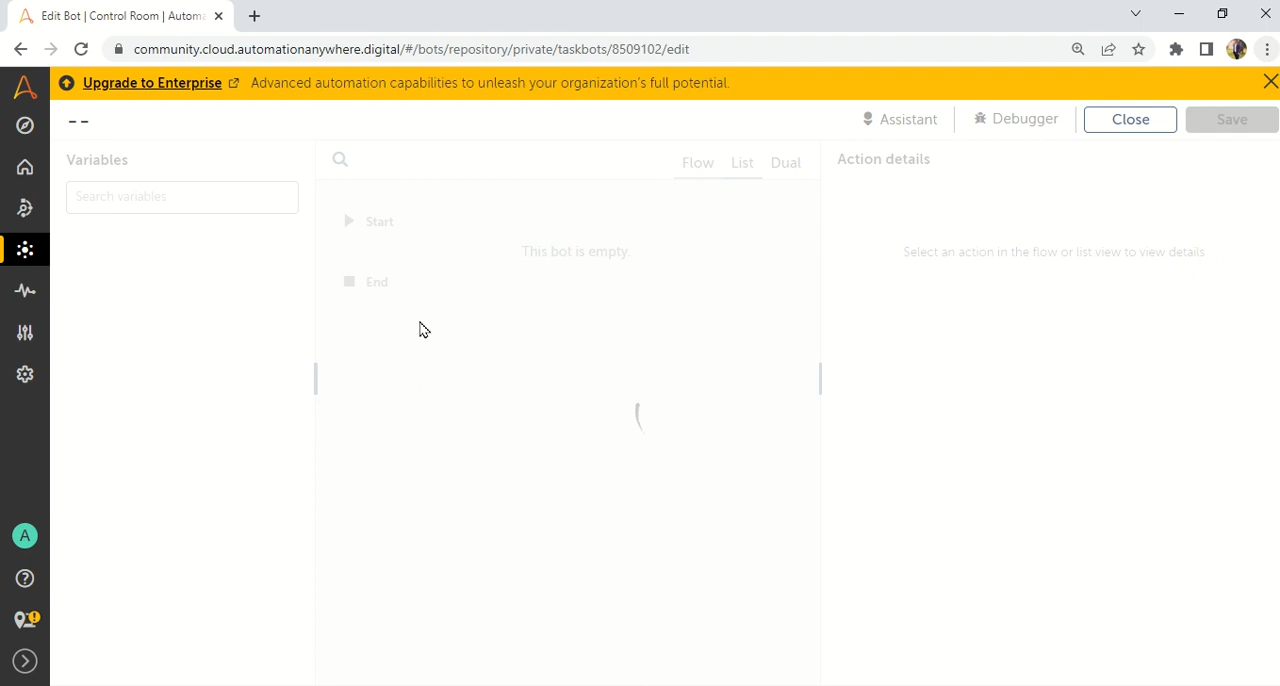 Edit Bot | Control Room | Automa
community.cloud.automationanywhere.digital/#/bots/repository/private/taskbots/8509102/edit
Upgrade to Enterprise Advanced automation capabilities to unleash your organization's full potential.
-- Assistant Debugger Close Save
Variables
Search variables
Flow List Dual
Start
This bot is empty.
End
Action details
Select an action in the flow or list view to view details
A